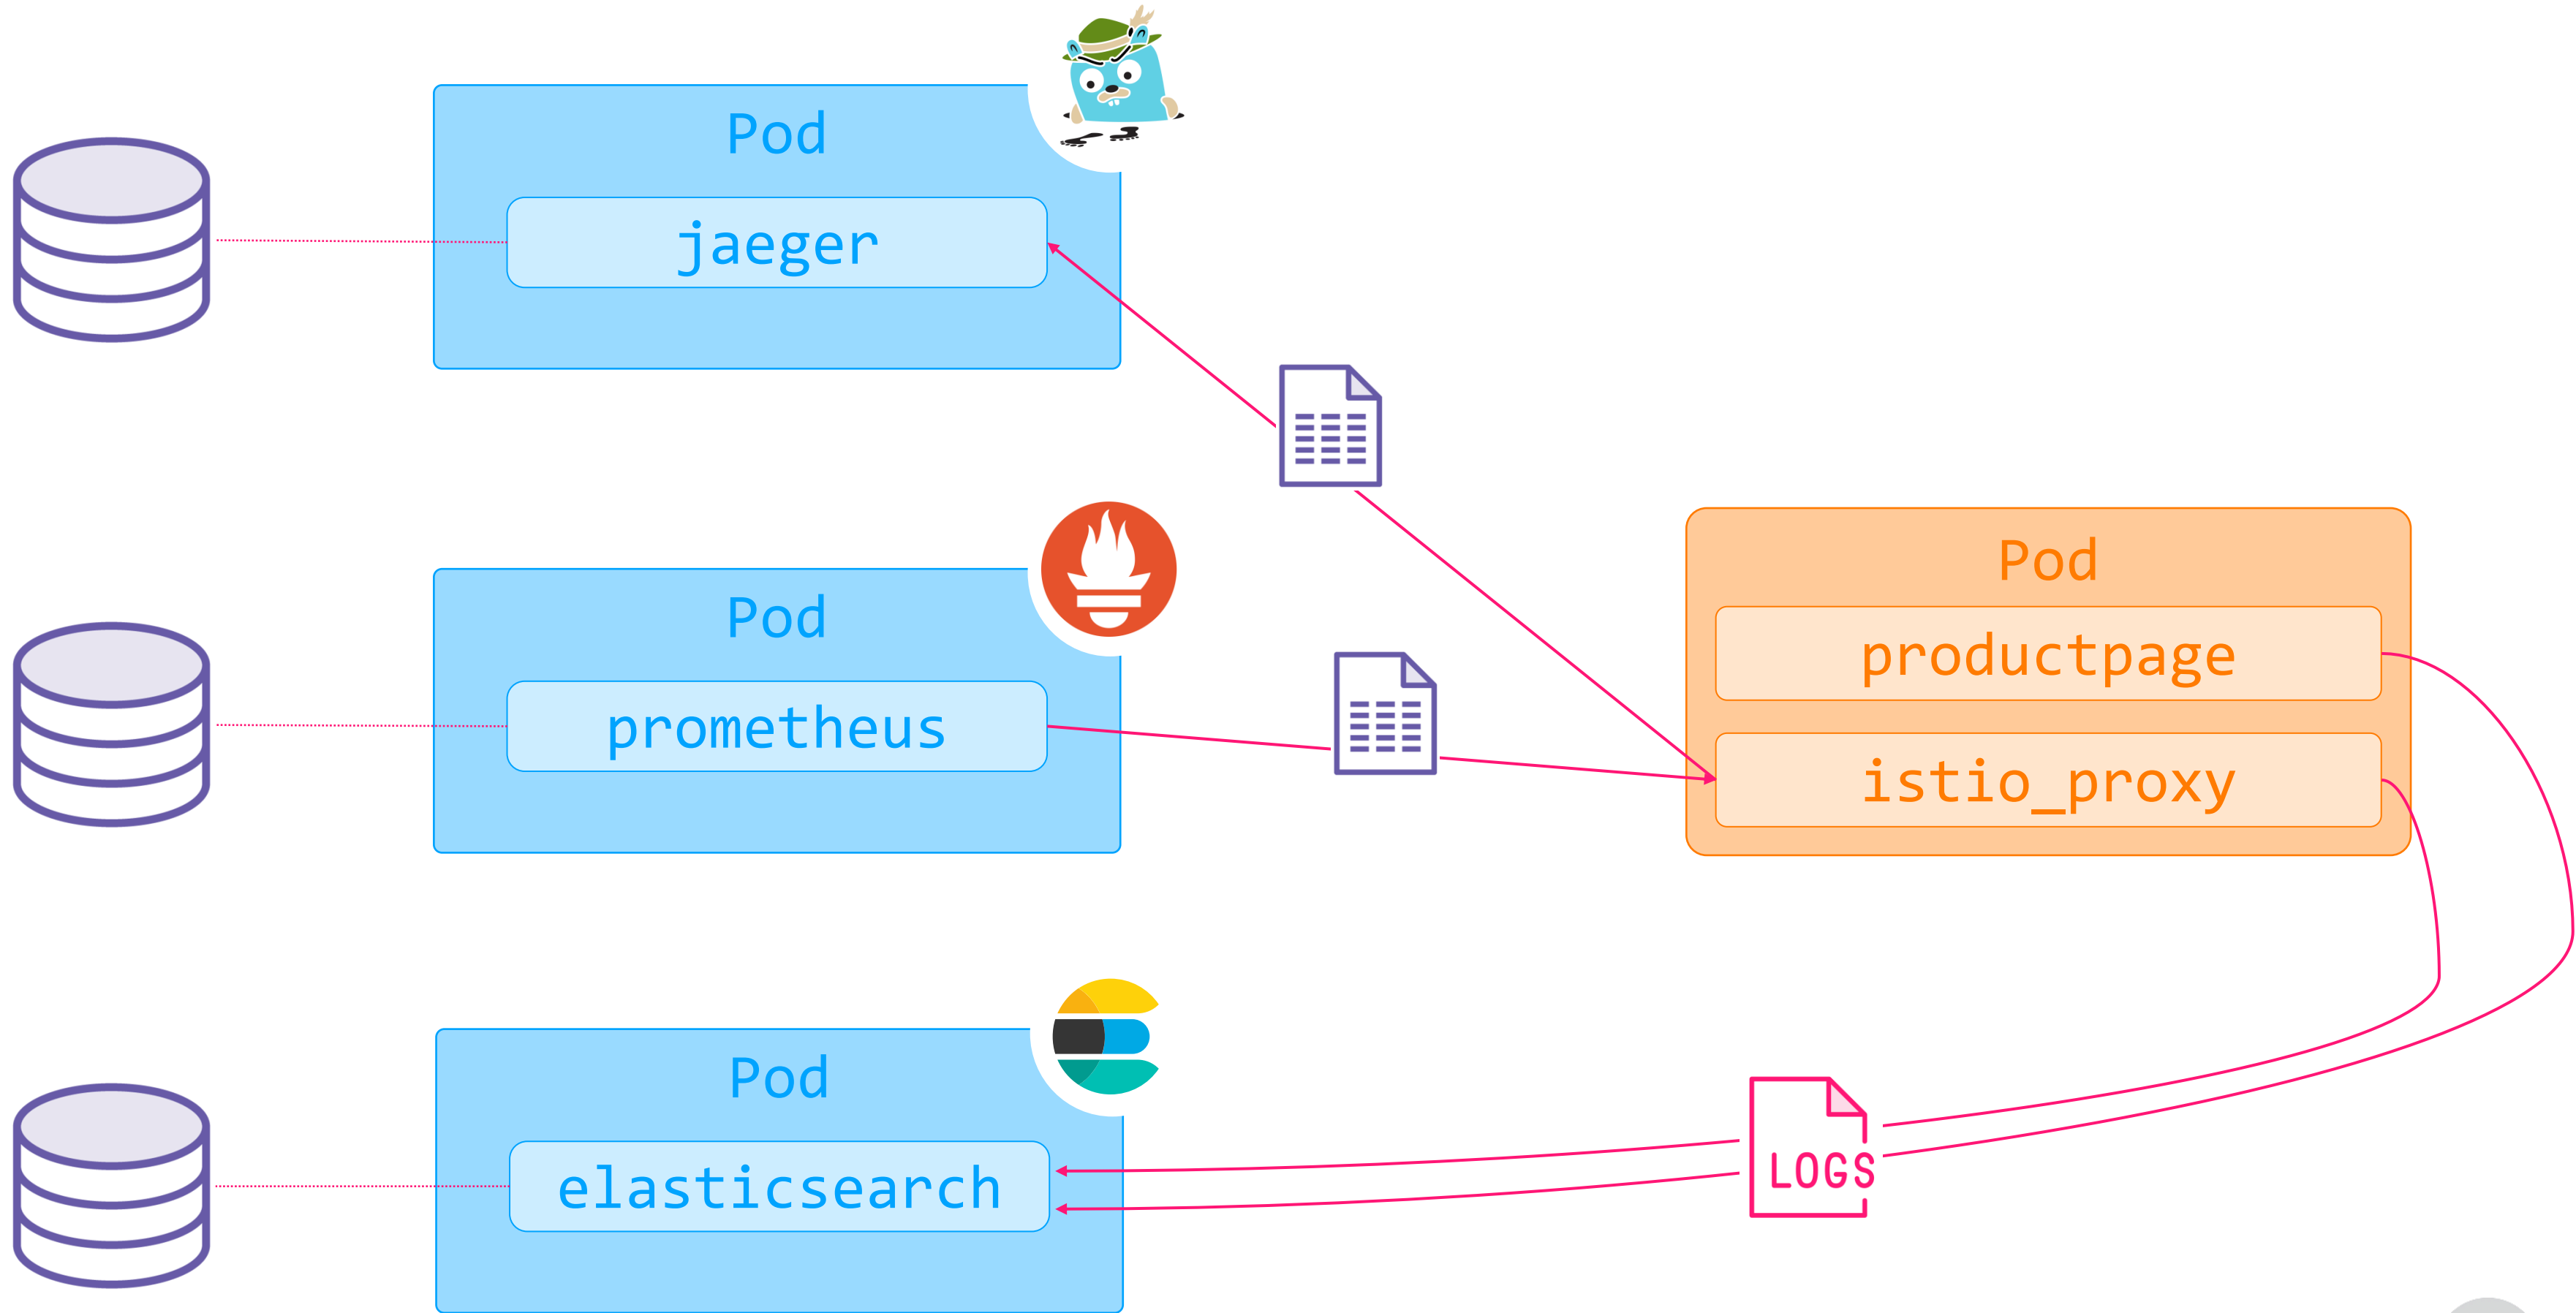 Pod
jaeger
Pod
prometheus
Pod
productpage
istio_proxy
Pod
elasticsearch
LOGS